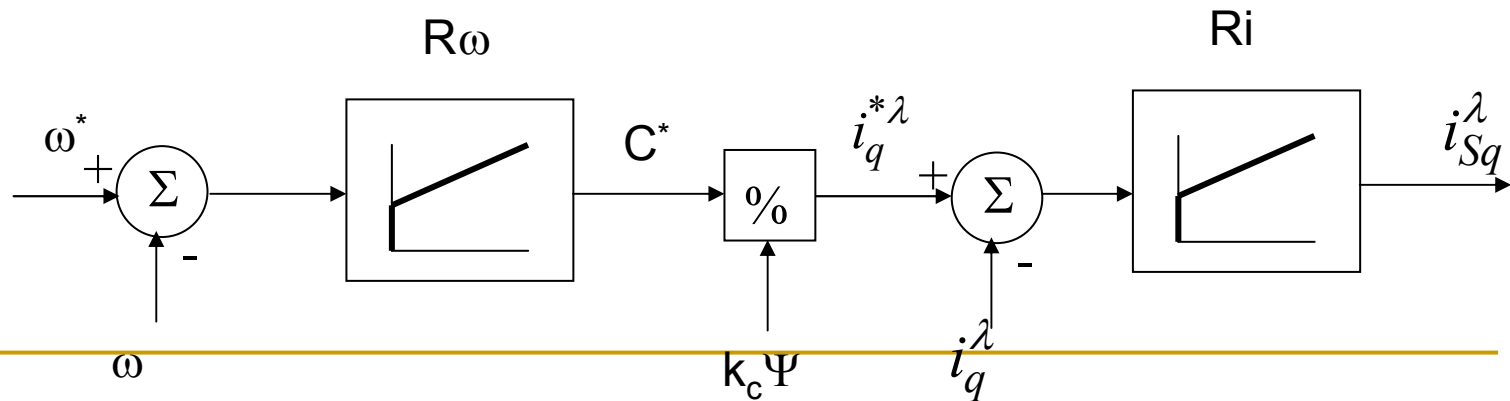 Rω
Ri
ω*
+
Σ
-
ω
C*
%
k_cΨ
i_q^{*λ}
+
Σ
-
i_q^λ
i_{Sq}^λ